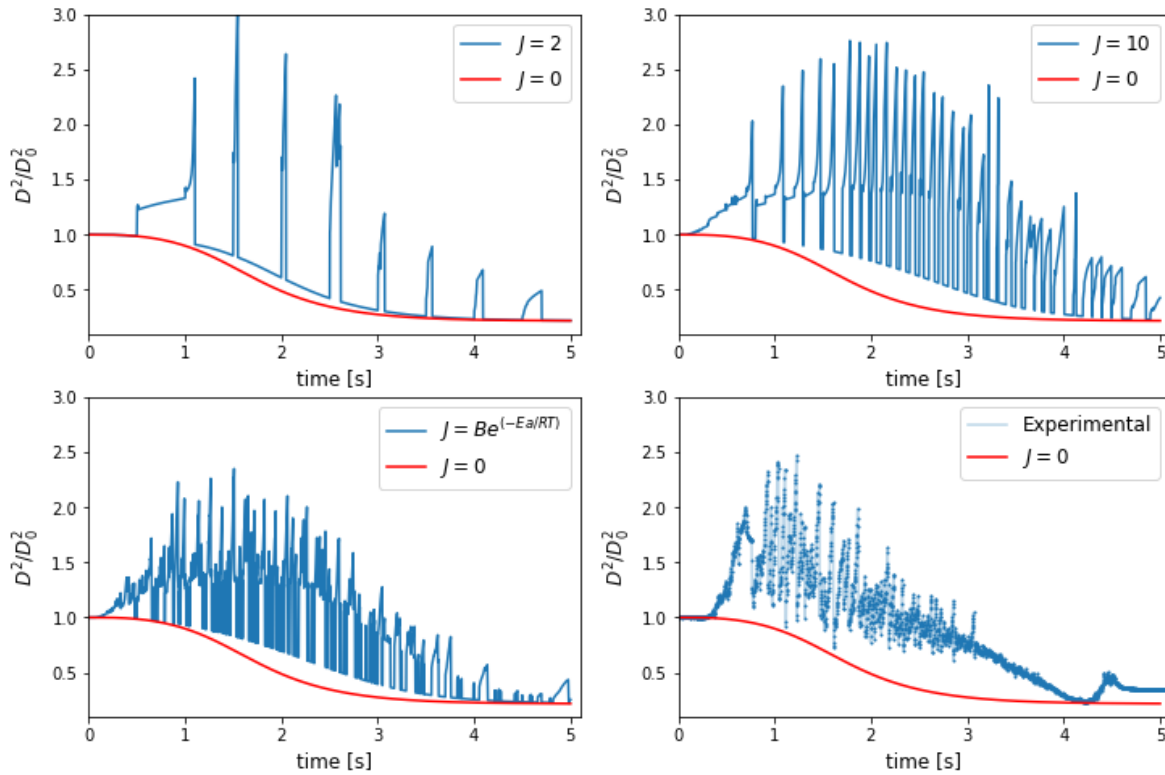 3.0
2.5
2.0
1.5
1.0
0.5
D²/D₀²
0 1 2 3 4 5
time [s]
J = 2
J = 0
3.0
2.5
2.0
1.5
1.0
0.5
D²/D₀²
0 1 2 3 4 5
time [s]
J = 10
J = 0
3.0
2.5
2.0
1.5
1.0
0.5
D²/D₀²
0 1 2 3 4 5
time [s]
J = Be^(−Ea/RT)
J = 0
3.0
2.5
2.0
1.5
1.0
0.5
D²/D₀²
0 1 2 3 4 5
time [s]
Experimental
J = 0